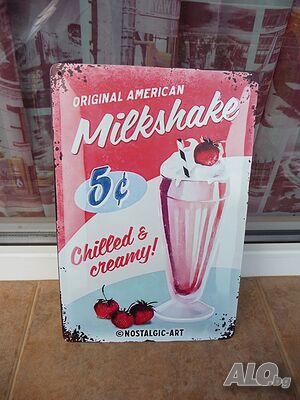 ORIGINAL AMERICAN
Milkshake
5¢
Chilled &
creamy!
©NOSTALGIC-ART
ALO.bg